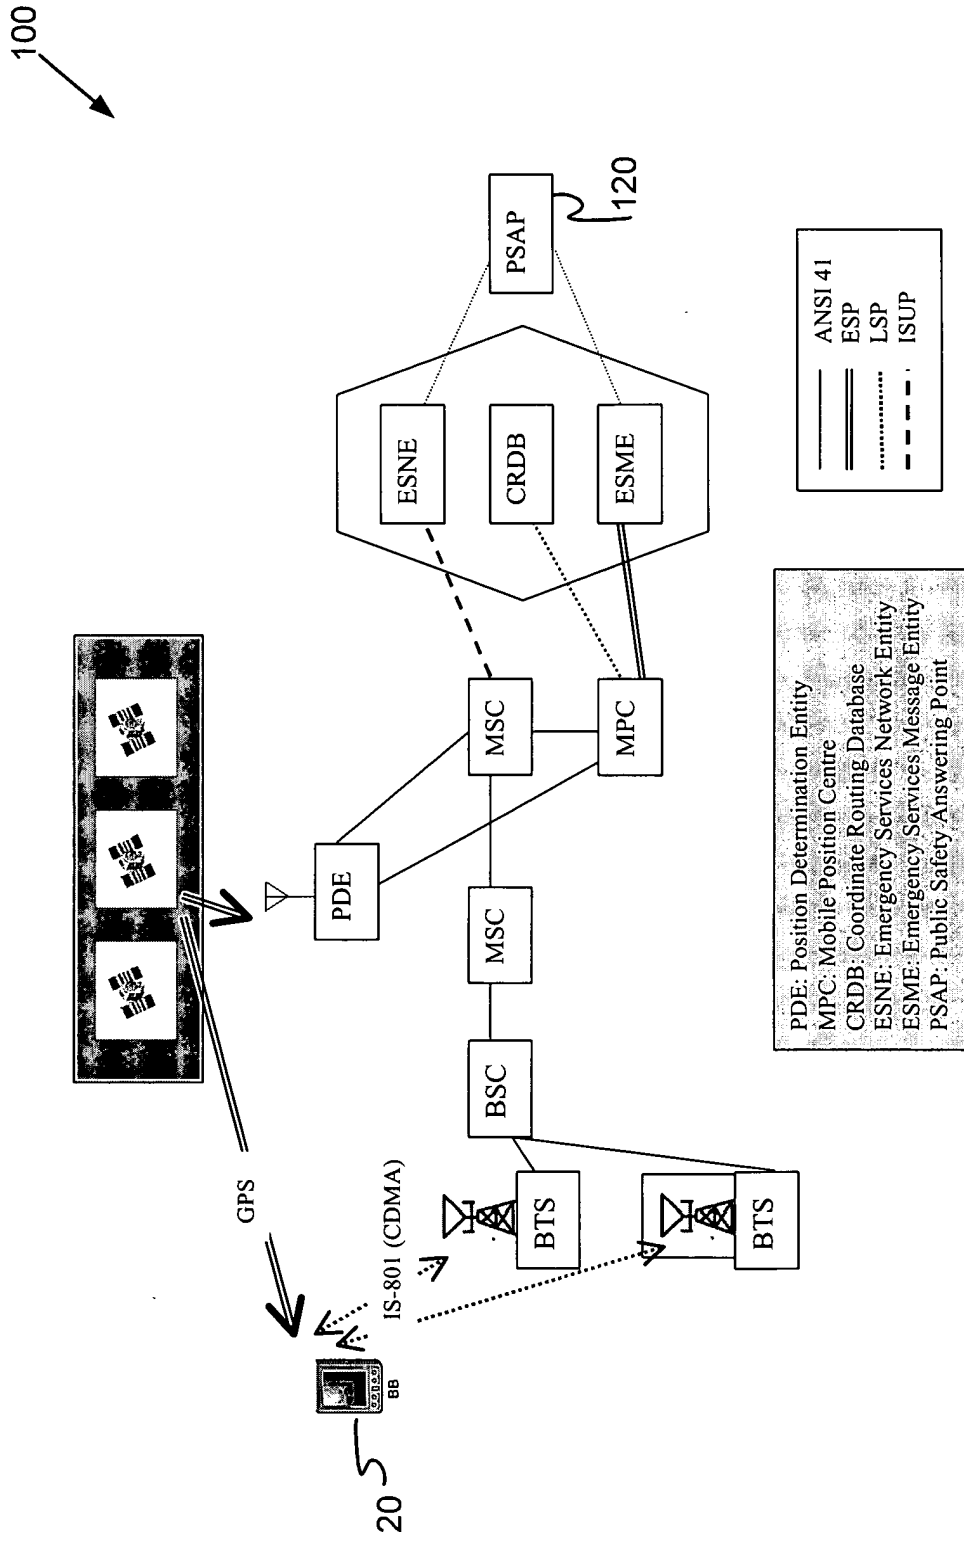 100
GPS
20
BB
IS-801 (CDMA)
BTS
BTS
BSC
MSC
PDE
MSC
MPC
ESNE
CRDB
ESME
PSAP
120
PDE: Position Determination Entity
MPC: Mobile Position Centre
CRDB: Coordinate Routing Database
ESNE: Emergency Services Network Entity
ESME: Emergency Services Message Entity
PSAP: Public Safety Answering Point
ANSI 41
ESP
LSP
ISUP